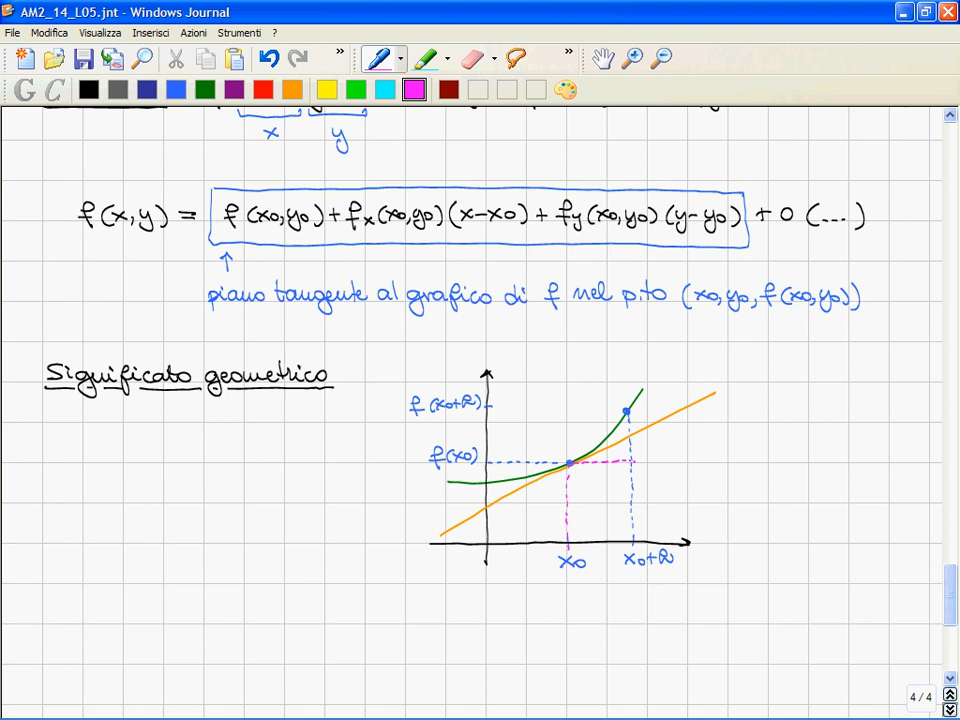 AM2_14_L05.jnt - Windows Journal
File Modifica Visualizza Inserisci Azioni Strumenti ?
G C
x y
f(x,y) = f(x0,y0)+fx(x0,y0)(x-x0)+fy(x0,y0)(y-y0) + o(...)
↑
piano tangente al grafico di f nel p.to (x0,y0,f(x0,y0))
Significato geometrico
f(x0+h)
f(x0)
x0 x0+h
4 / 4